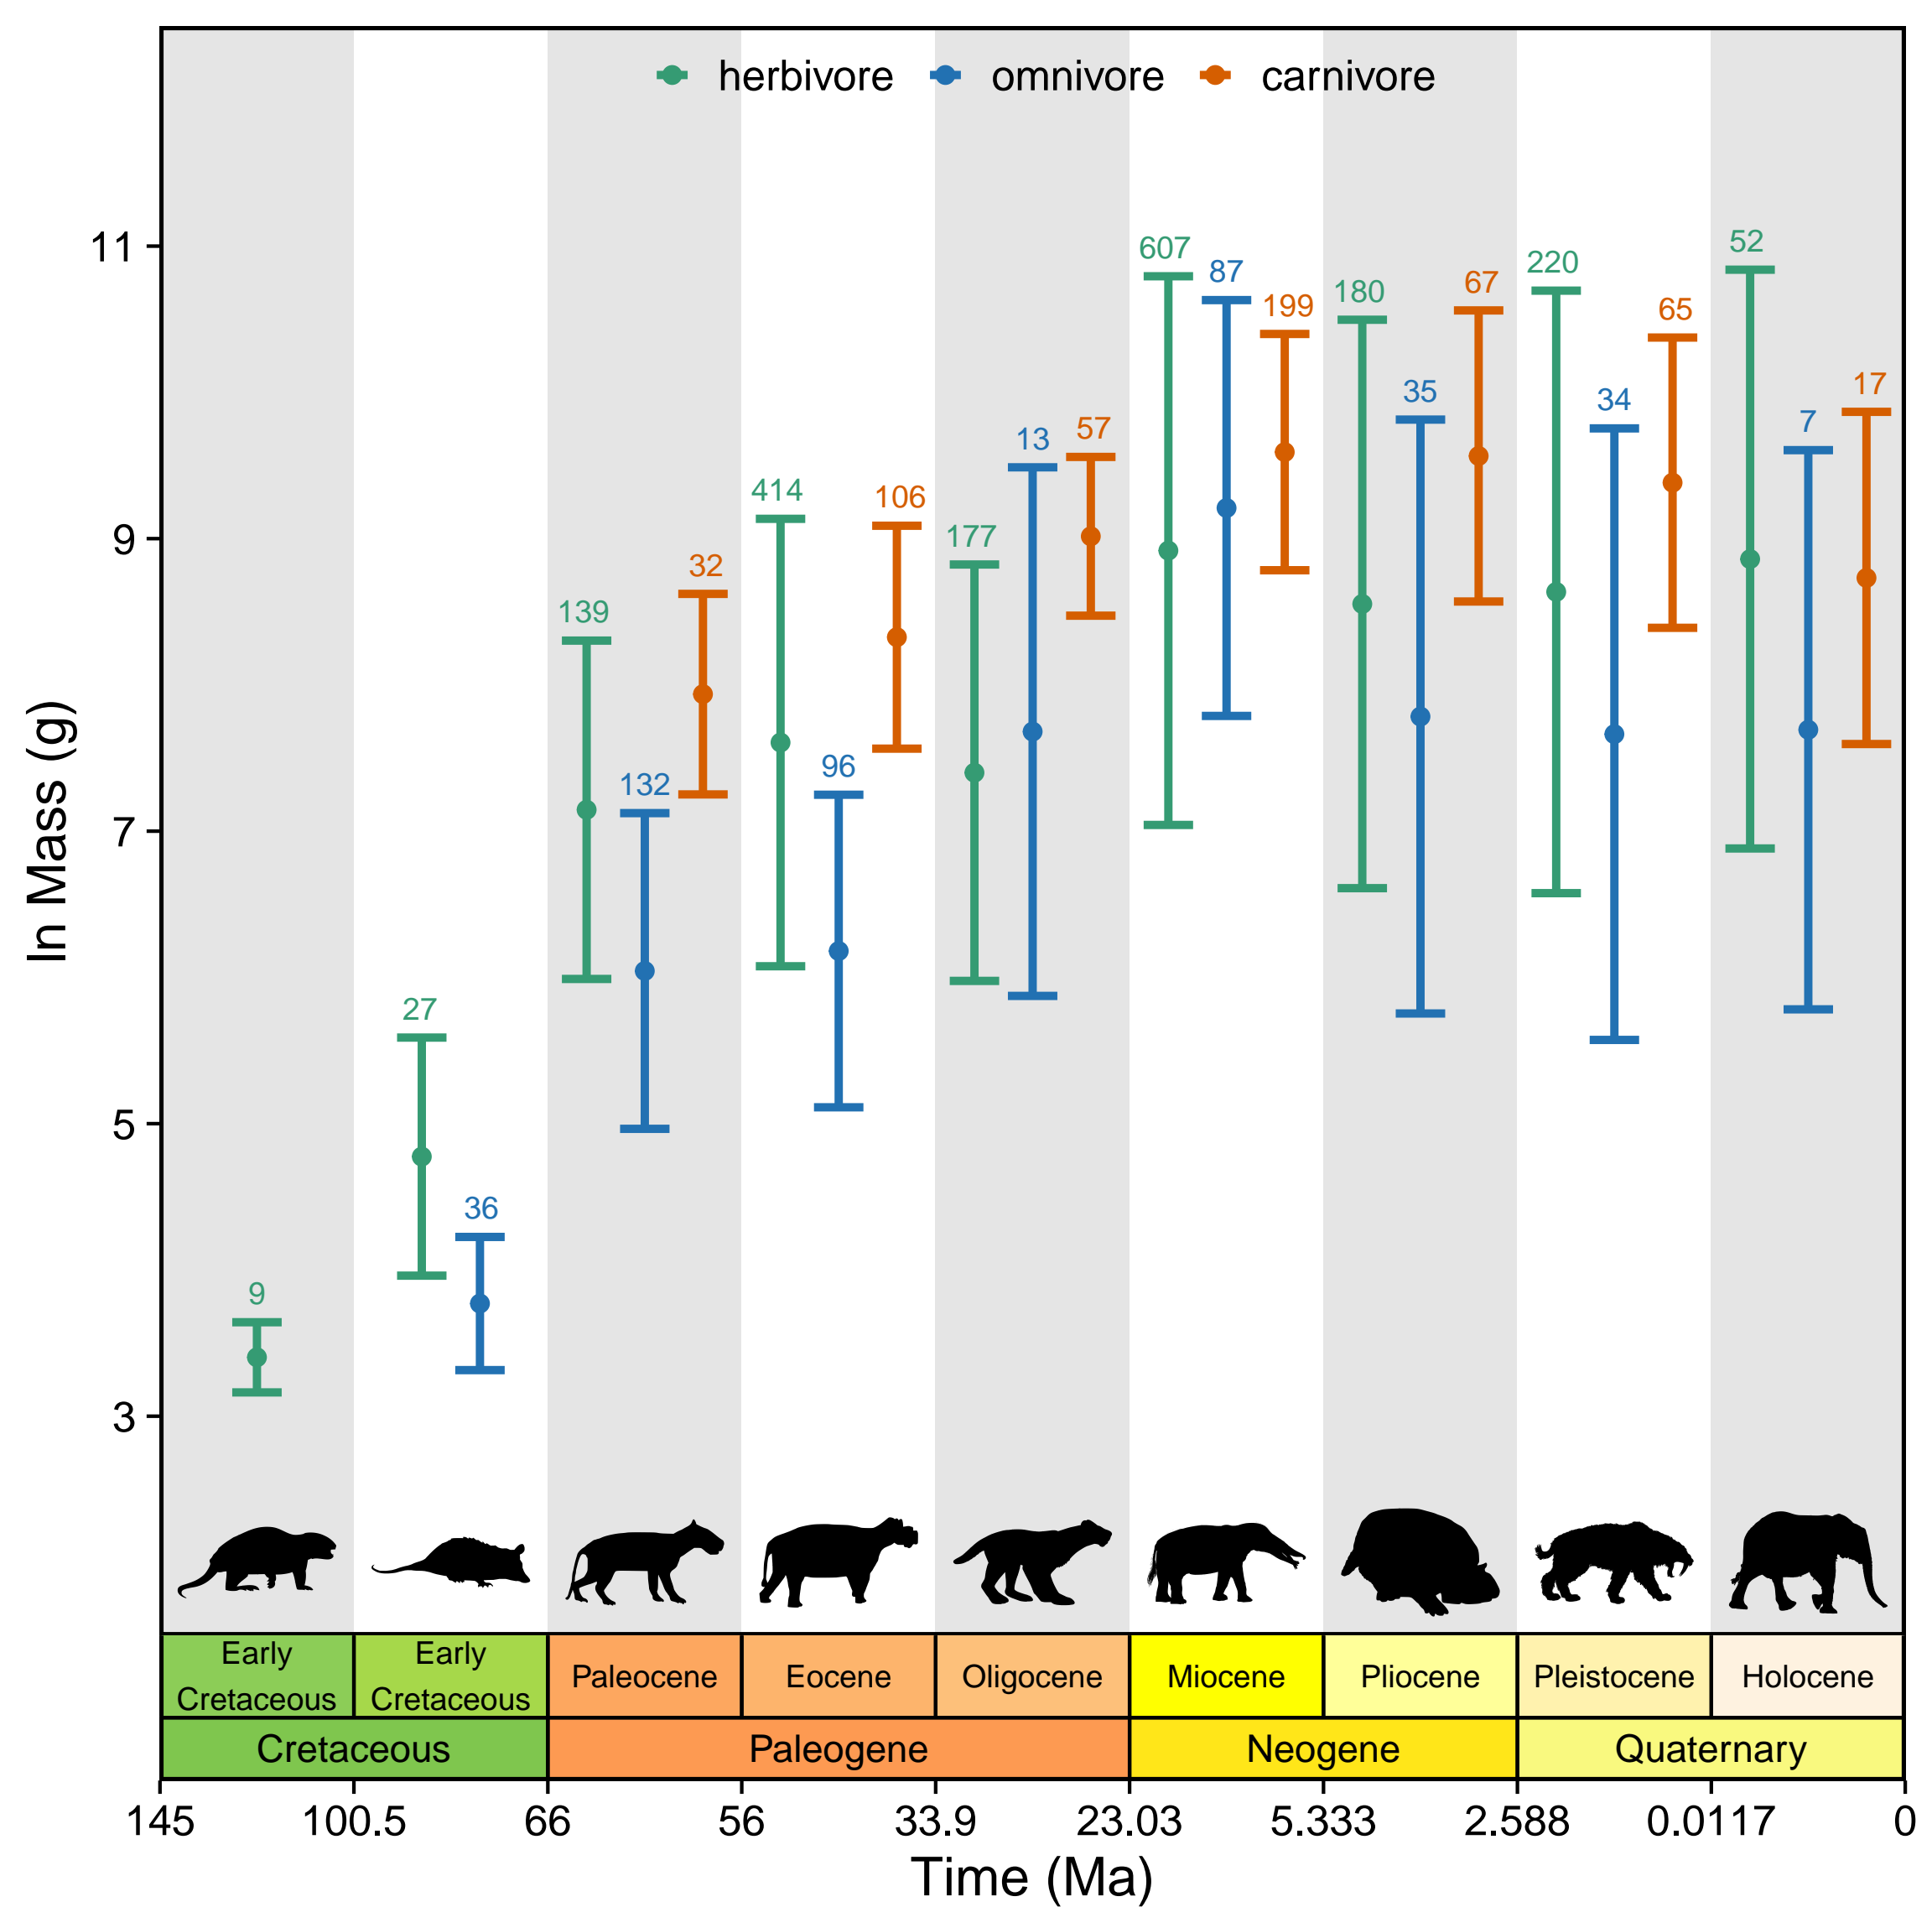 herbivore omnivore carnivore
11
9
7
5
3
ln Mass (g)
607
87
199
180
67
35
220
65
34
52
17
7
13
57
414
106
177
96
139
32
132
27
36
9
Early Cretaceous
Early Cretaceous
Paleocene
Eocene
Oligocene
Miocene
Pliocene
Pleistocene
Holocene
Cretaceous Paleogene Neogene Quaternary
145 100.5 66 56 33.9 23.03 5.333 2.588 0.0117 0
Time (Ma)